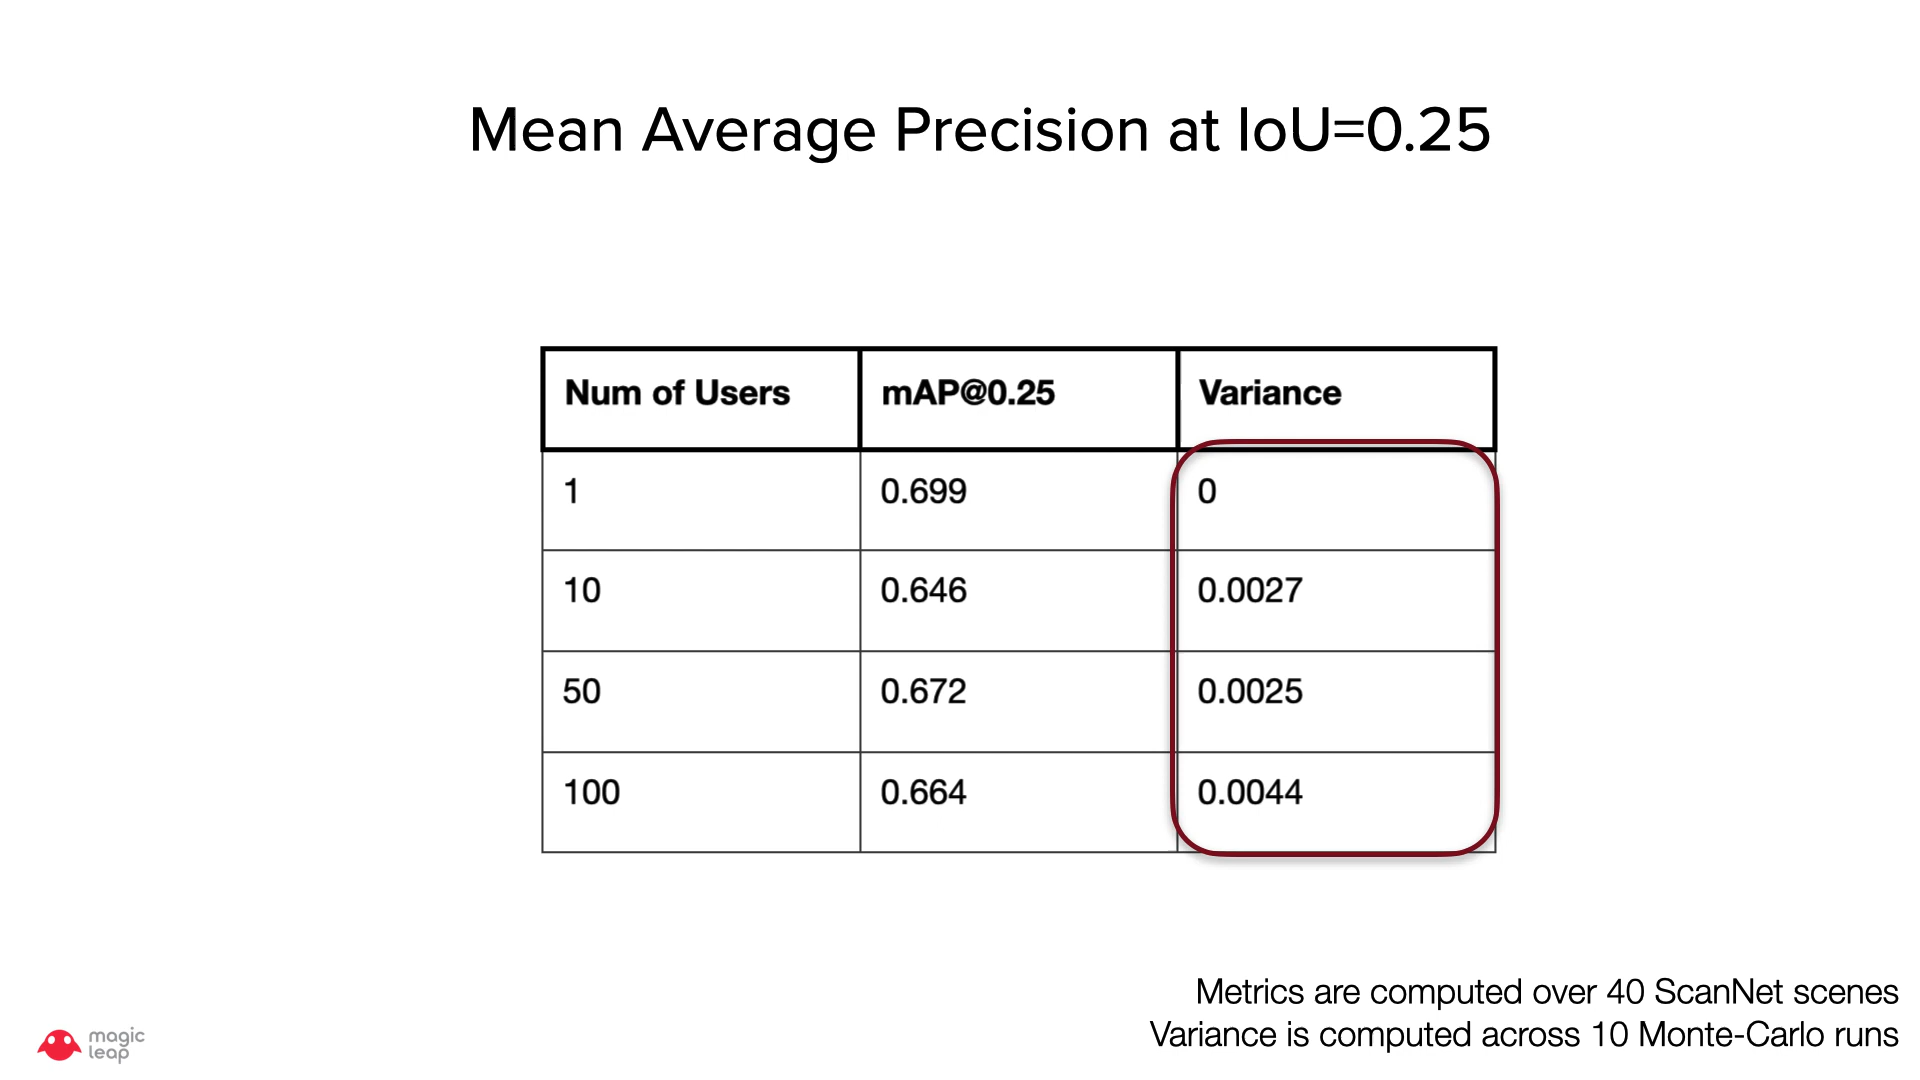 Mean Average Precision at IoU=0.25
Num of Users mAP@0.25 Variance
1 0.699 0
10 0.646 0.0027
50 0.672 0.0025
100 0.664 0.0044
Metrics are computed over 40 ScanNet scenes
Variance is computed across 10 Monte-Carlo runs
magic
leap